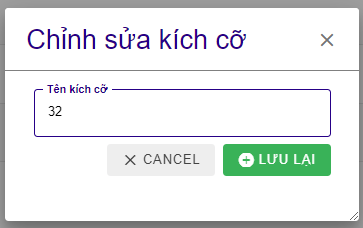 Chỉnh sửa kích cỡ
Tên kích cỡ
32
CANCEL
LƯU LẠI